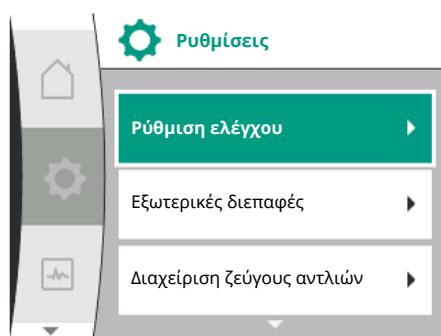 Ρυθμίσεις
Ρύθμιση ελέγχου
Εξωτερικές διεπαφές
Διαχείριση ζεύγους αντλιών